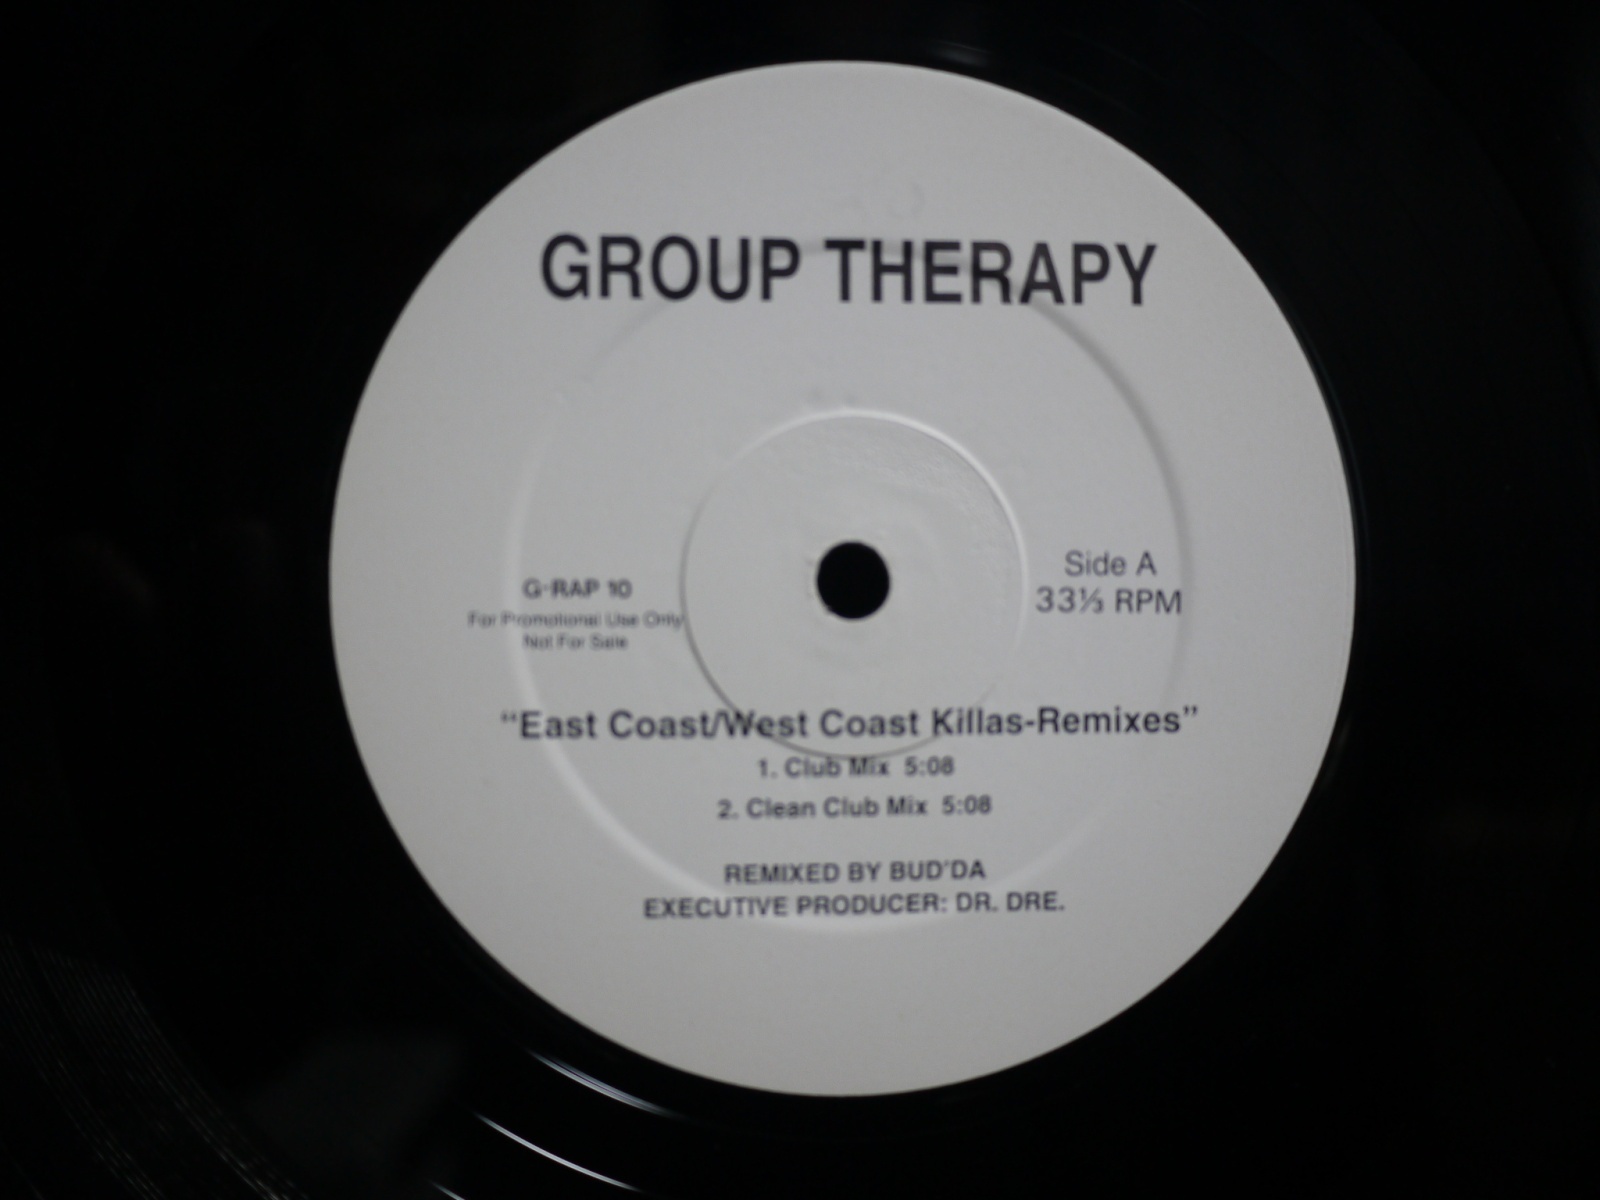 GROUP THERAPY
G-RAP 10
For Promotional Use Only
Not For Sale
Side A
33⅓ RPM
“East Coast/West Coast Killas-Remixes”
1. Club Mix 5:08
2. Clean Club Mix 5:08
REMIXED BY BUD'DA
EXECUTIVE PRODUCER: DR. DRE.